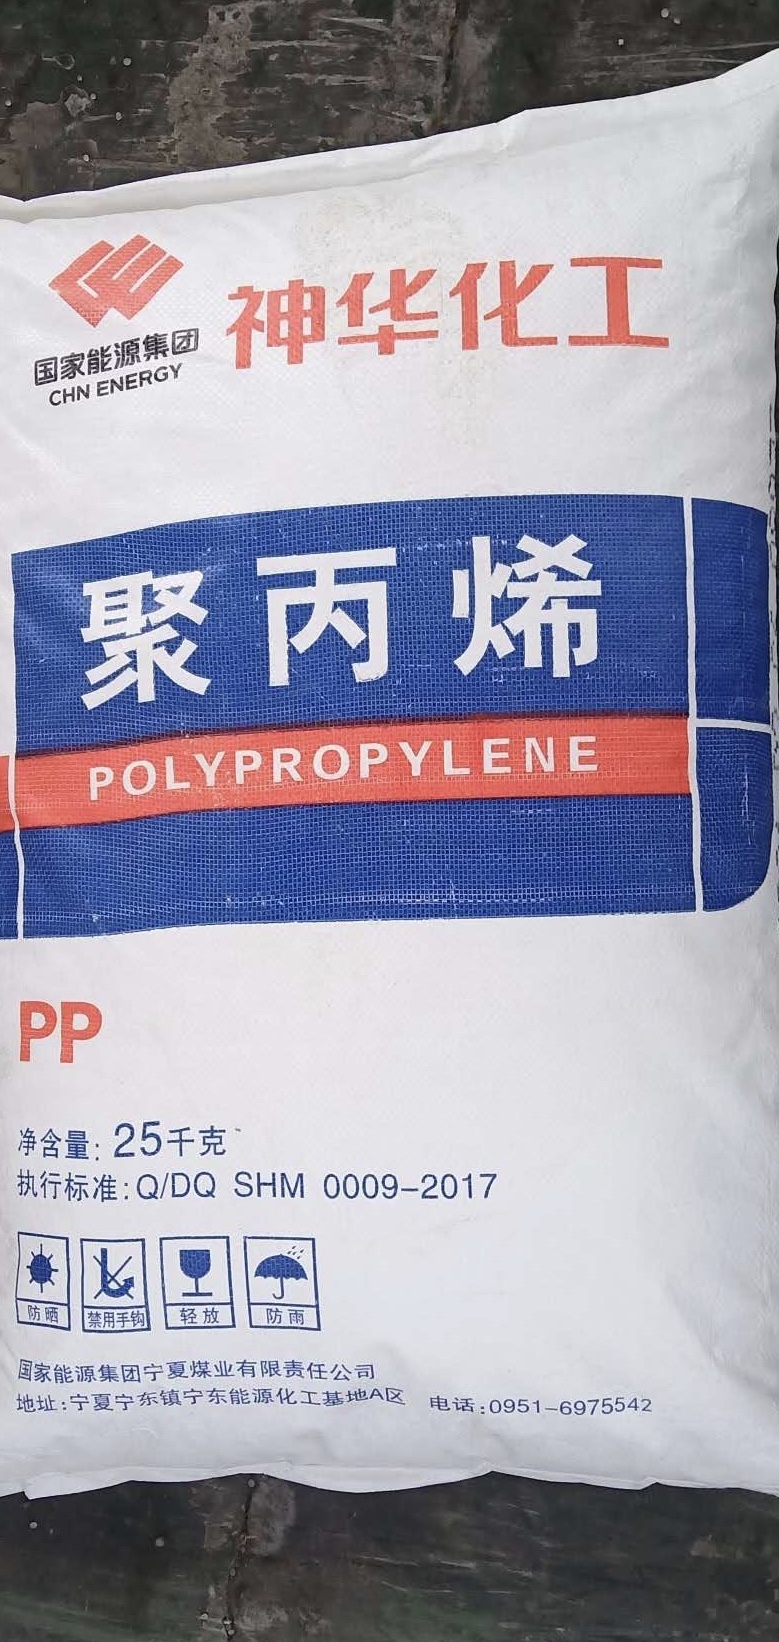 神华化工
国家能源集团
CHN ENERGY
聚丙烯
POLYPROPYLENE
PP
净含量: 25千克
执行标准: Q/DQ SHM 0009-2017
防晒
禁用手钩
轻放
防雨
国家能源集团宁夏煤业有限责任公司
地址:宁夏宁东镇宁东能源化工基地A区 电话:0951-6975542